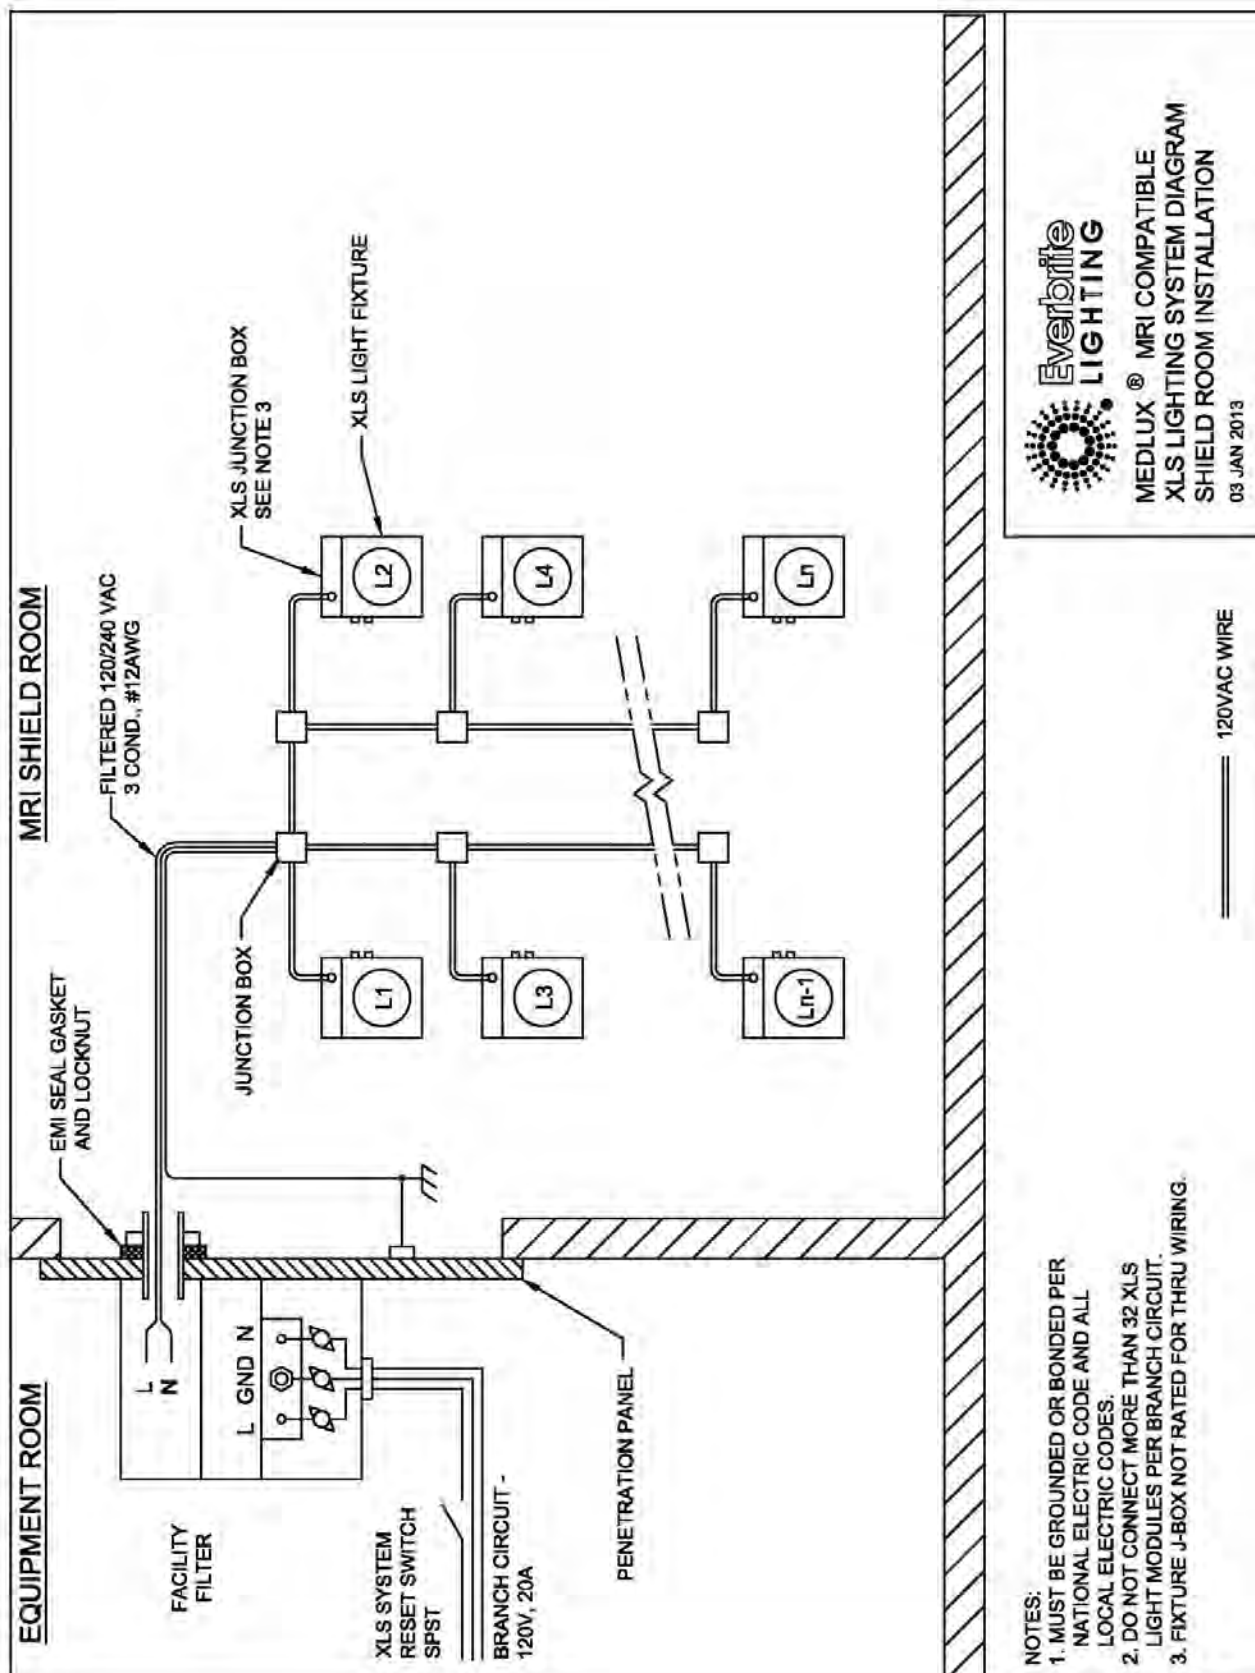 EQUIPMENT ROOM
MRI SHIELD ROOM
FACILITY
FILTER
L
N
L GND N
XLS SYSTEM
RESET SWITCH
SPST
BRANCH CIRCUIT -
120V, 20A
PENETRATION PANEL
EMI SEAL GASKET
AND LOCKNUT
FILTERED 120/240 VAC
3 COND., #12AWG
JUNCTION BOX
XLS JUNCTION BOX
SEE NOTE 3
XLS LIGHT FIXTURE
L1
L2
L3
L4
Ln-1
Ln
NOTES:
1. MUST BE GROUNDED OR BONDED PER
NATIONAL ELECTRIC CODE AND ALL
LOCAL ELECTRIC CODES.
2. DO NOT CONNECT MORE THAN 32 XLS
LIGHT MODULES PER BRANCH CIRCUIT.
3. FIXTURE J-BOX NOT RATED FOR THRU WIRING.
120VAC WIRE
Everbrite
LIGHTING
MEDLUX ® MRI COMPATIBLE
XLS LIGHTING SYSTEM DIAGRAM
SHIELD ROOM INSTALLATION
03 JAN 2013